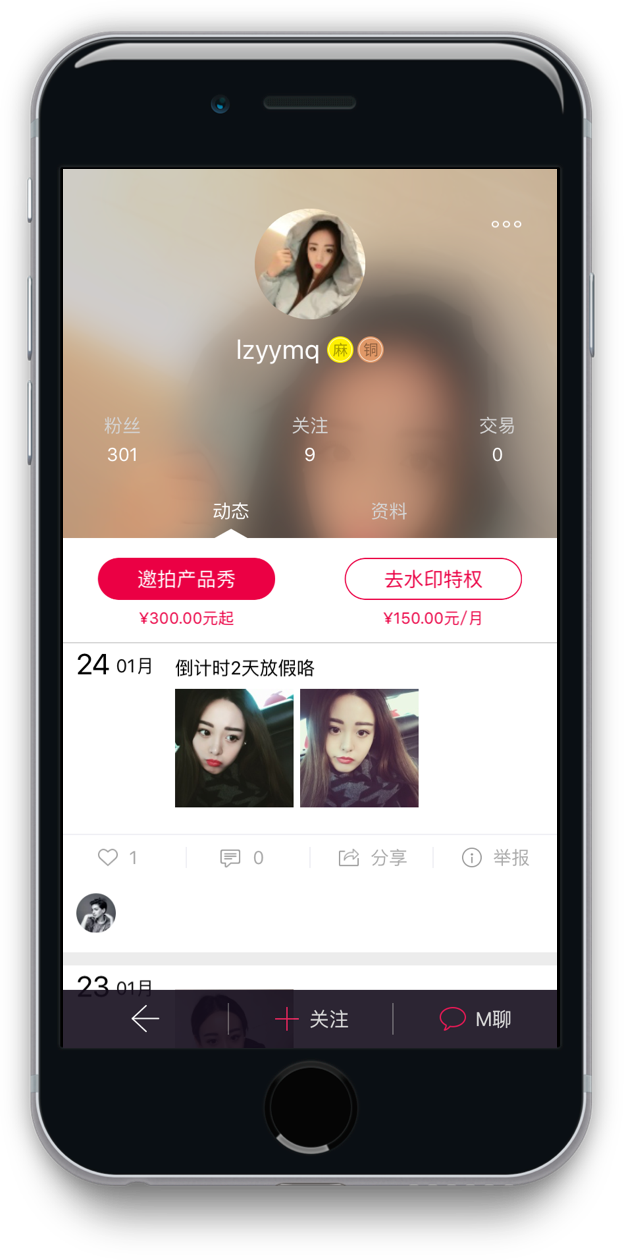 lzyymq 麻 铜
粉丝 关注 交易
301 9 0
动态 资料
邀拍产品秀 去水印特权
¥300.00元起 ¥150.00元/月
24 01月 倒计时2天放假咯
1 0 分享 举报
23 01月
关注 M聊